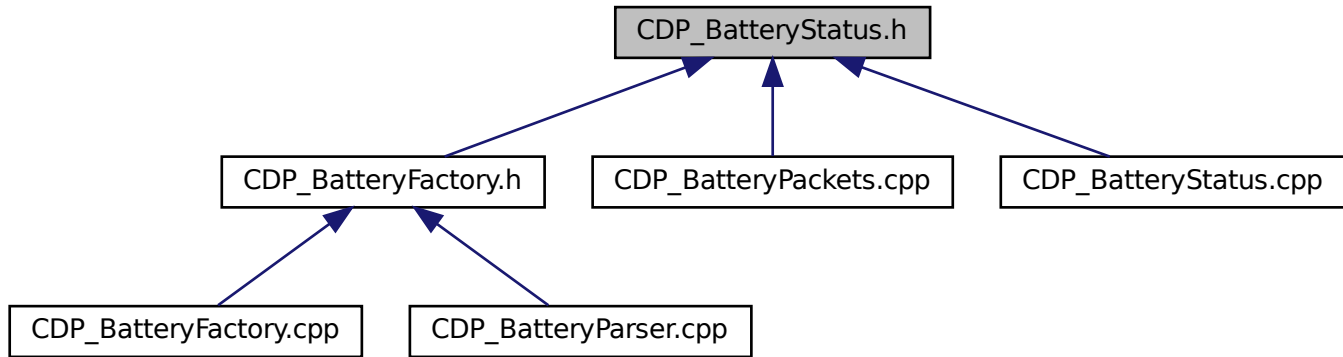 CDP_BatteryStatus.h
CDP_BatteryFactory.h
CDP_BatteryPackets.cpp
CDP_BatteryStatus.cpp
CDP_BatteryFactory.cpp
CDP_BatteryParser.cpp